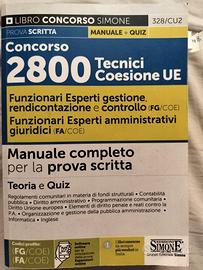 LIBRO CONCORSO SIMONE
328/CU2
PROVA SCRITTA
MANUALE + QUIZ
Concorso
2800 Tecnici
Coesione UE
Funzionari Esperti gestione,
rendicontazione e controllo (FG/COE)
Funzionari Esperti amministrativi
giuridici (FA/COE)
Manuale completo
per la prova scritta
Teoria e Quiz
Regolamenti comunitari in materia di fondi strutturali • Contabilità
pubblica • Diritto amministrativo • Programmazione comunitaria •
Diritto Unione europea • Elementi di diritto penale e reati contro la
P.A. • Organizzazione e gestione della pubblica amministrazione •
Informatica • Inglese
Codici profilo:
(FG/COE)
(FA/COE)
SIMONE